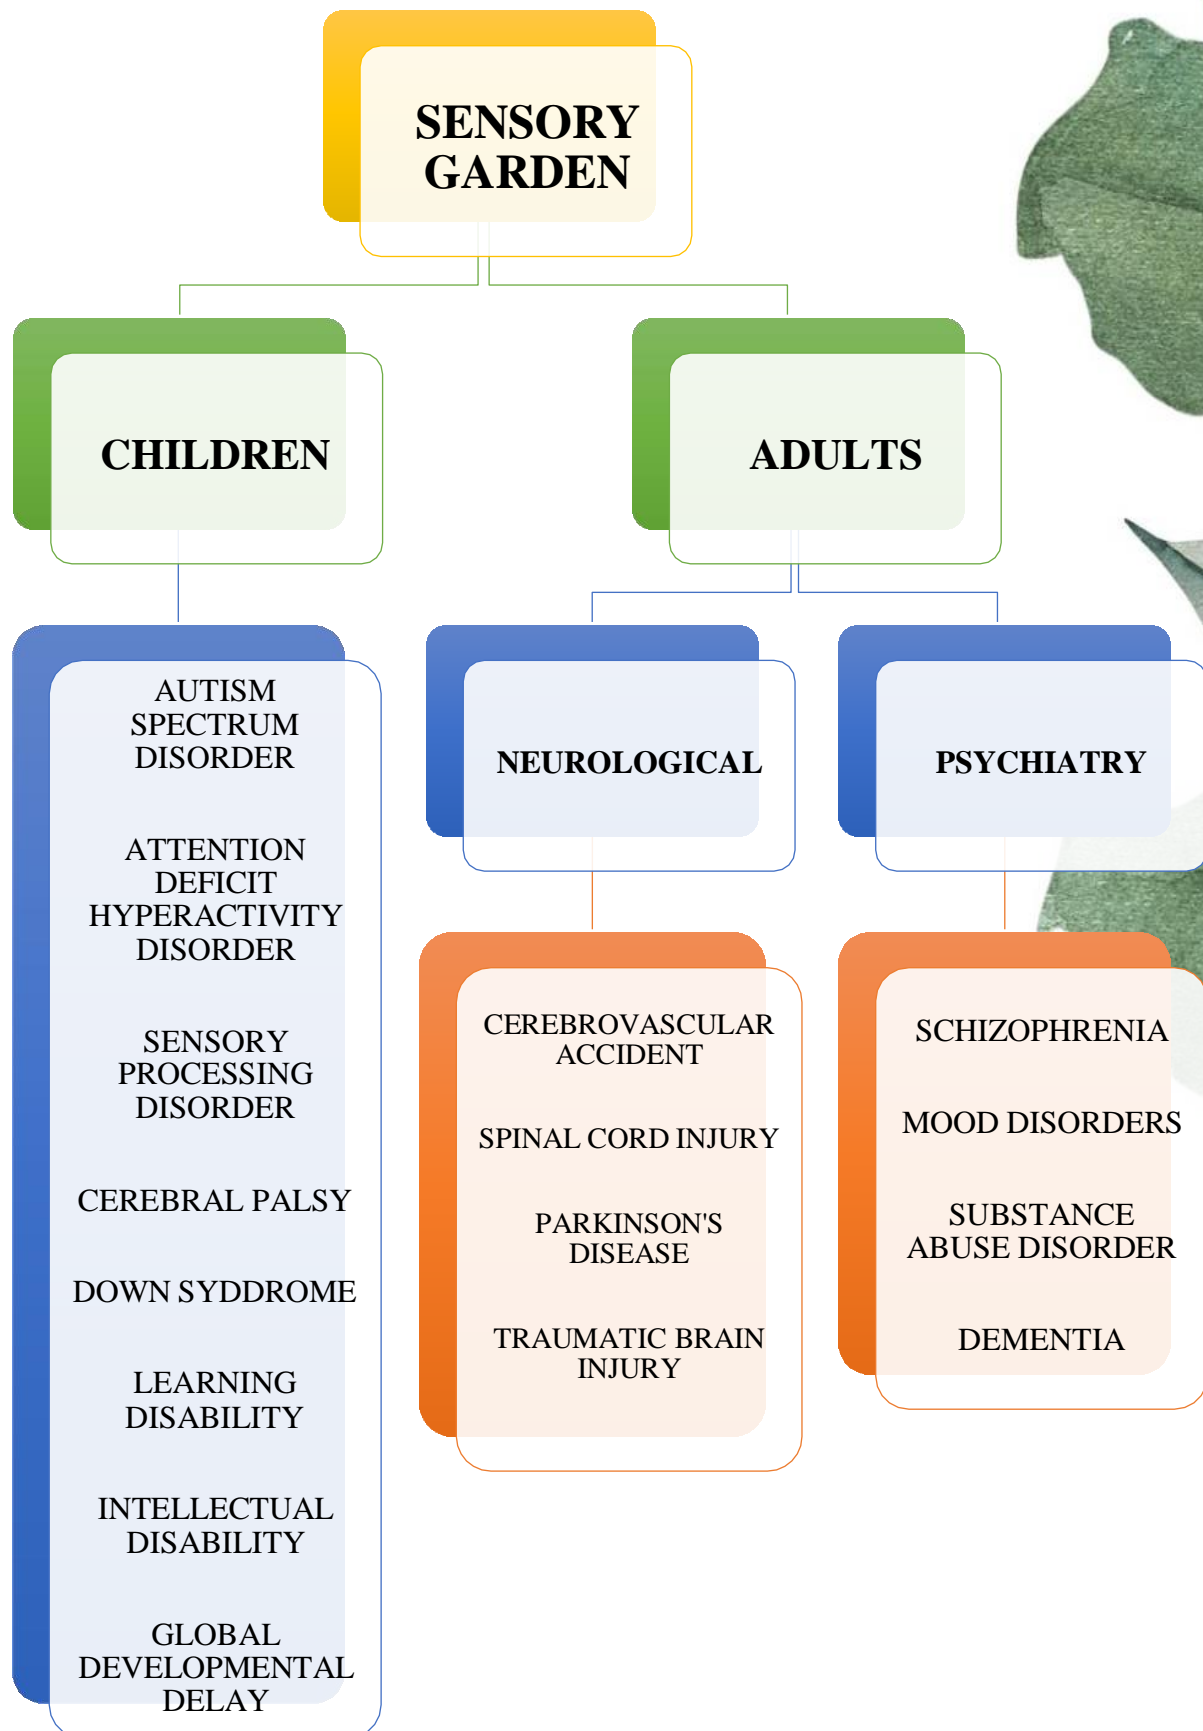 SENSORY
GARDEN
CHILDREN
ADULTS
AUTISM
SPECTRUM
DISORDER
ATTENTION
DEFICIT
HYPERACTIVITY
DISORDER
SENSORY
PROCESSING
DISORDER
CEREBRAL PALSY
DOWN SYDDROME
LEARNING
DISABILITY
INTELLECTUAL
DISABILITY
GLOBAL
DEVELOPMENTAL
DELAY
NEUROLOGICAL
CEREBROVASCULAR
ACCIDENT
SPINAL CORD INJURY
PARKINSON'S
DISEASE
TRAUMATIC BRAIN
INJURY
PSYCHIATRY
SCHIZOPHRENIA
MOOD DISORDERS
SUBSTANCE
ABUSE DISORDER
DEMENTIA